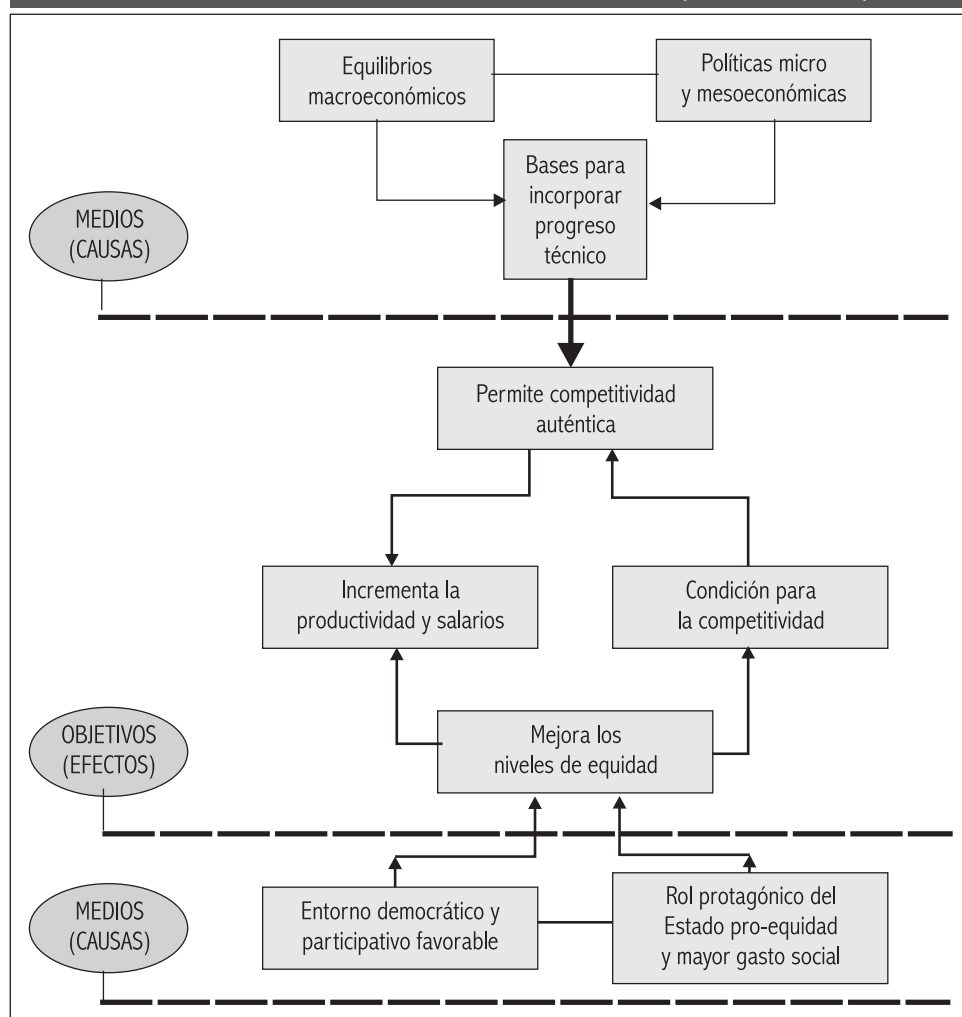 Equilibrios
macroeconómicos
Políticas micro
y mesoeconómicas
Bases para
incorporar
progreso
técnico
MEDIOS
(CAUSAS)
Permite competitividad
auténtica
Incrementa la
productividad y salarios
Condición para
la competitividad
OBJETIVOS
(EFECTOS)
Mejora los
niveles de equidad
MEDIOS
(CAUSAS)
Entorno democrático y
participativo favorable
Rol protagónico del
Estado pro-equidad
y mayor gasto social